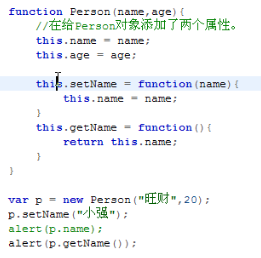 function Person(name,age){
//在给Person对象添加了两个属性。
this.name = name;
this.age = age;
this.setName = function(name){
this.name = name;
}
this.getName = function(){
return this.name;
}
}
var p = new Person("旺财",20);
p.setName("小强");
alert(p.name);
alert(p.getName());